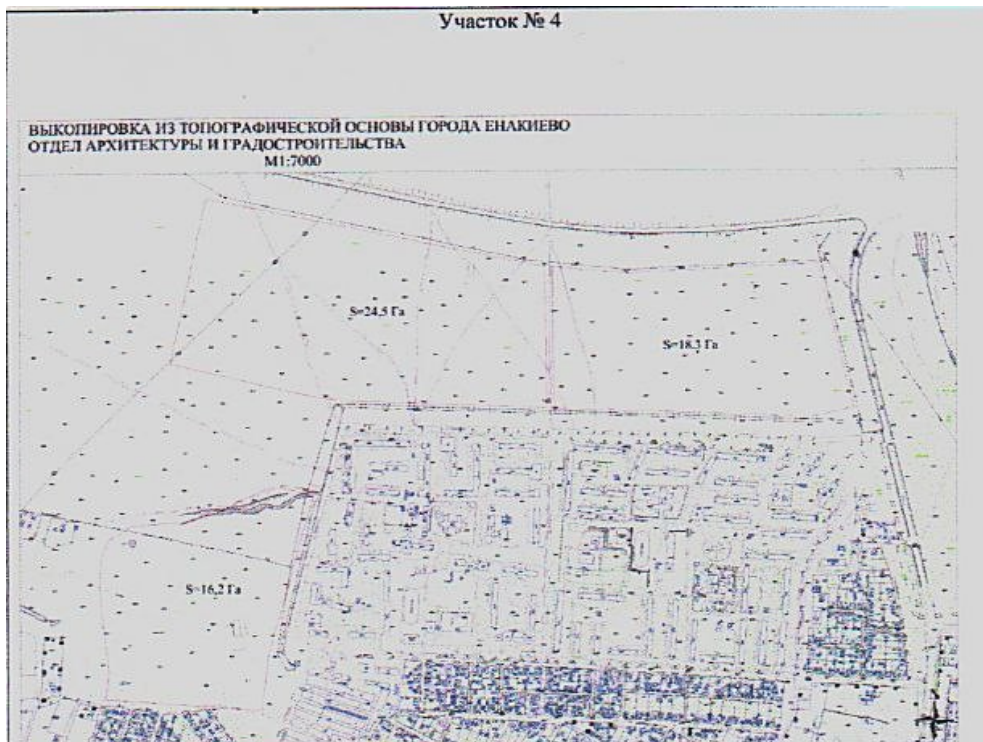 Участок № 4
ВЫКОПИРОВКА ИЗ ТОПОГРАФИЧЕСКОЙ ОСНОВЫ ГОРОДА ЕНАКИЕВО
ОТДЕЛ АРХИТЕКТУРЫ И ГРАДОСТРОИТЕЛЬСТВА
М1:7000
S=24,5 Га
S=18,3 Га
S=16,2 Га